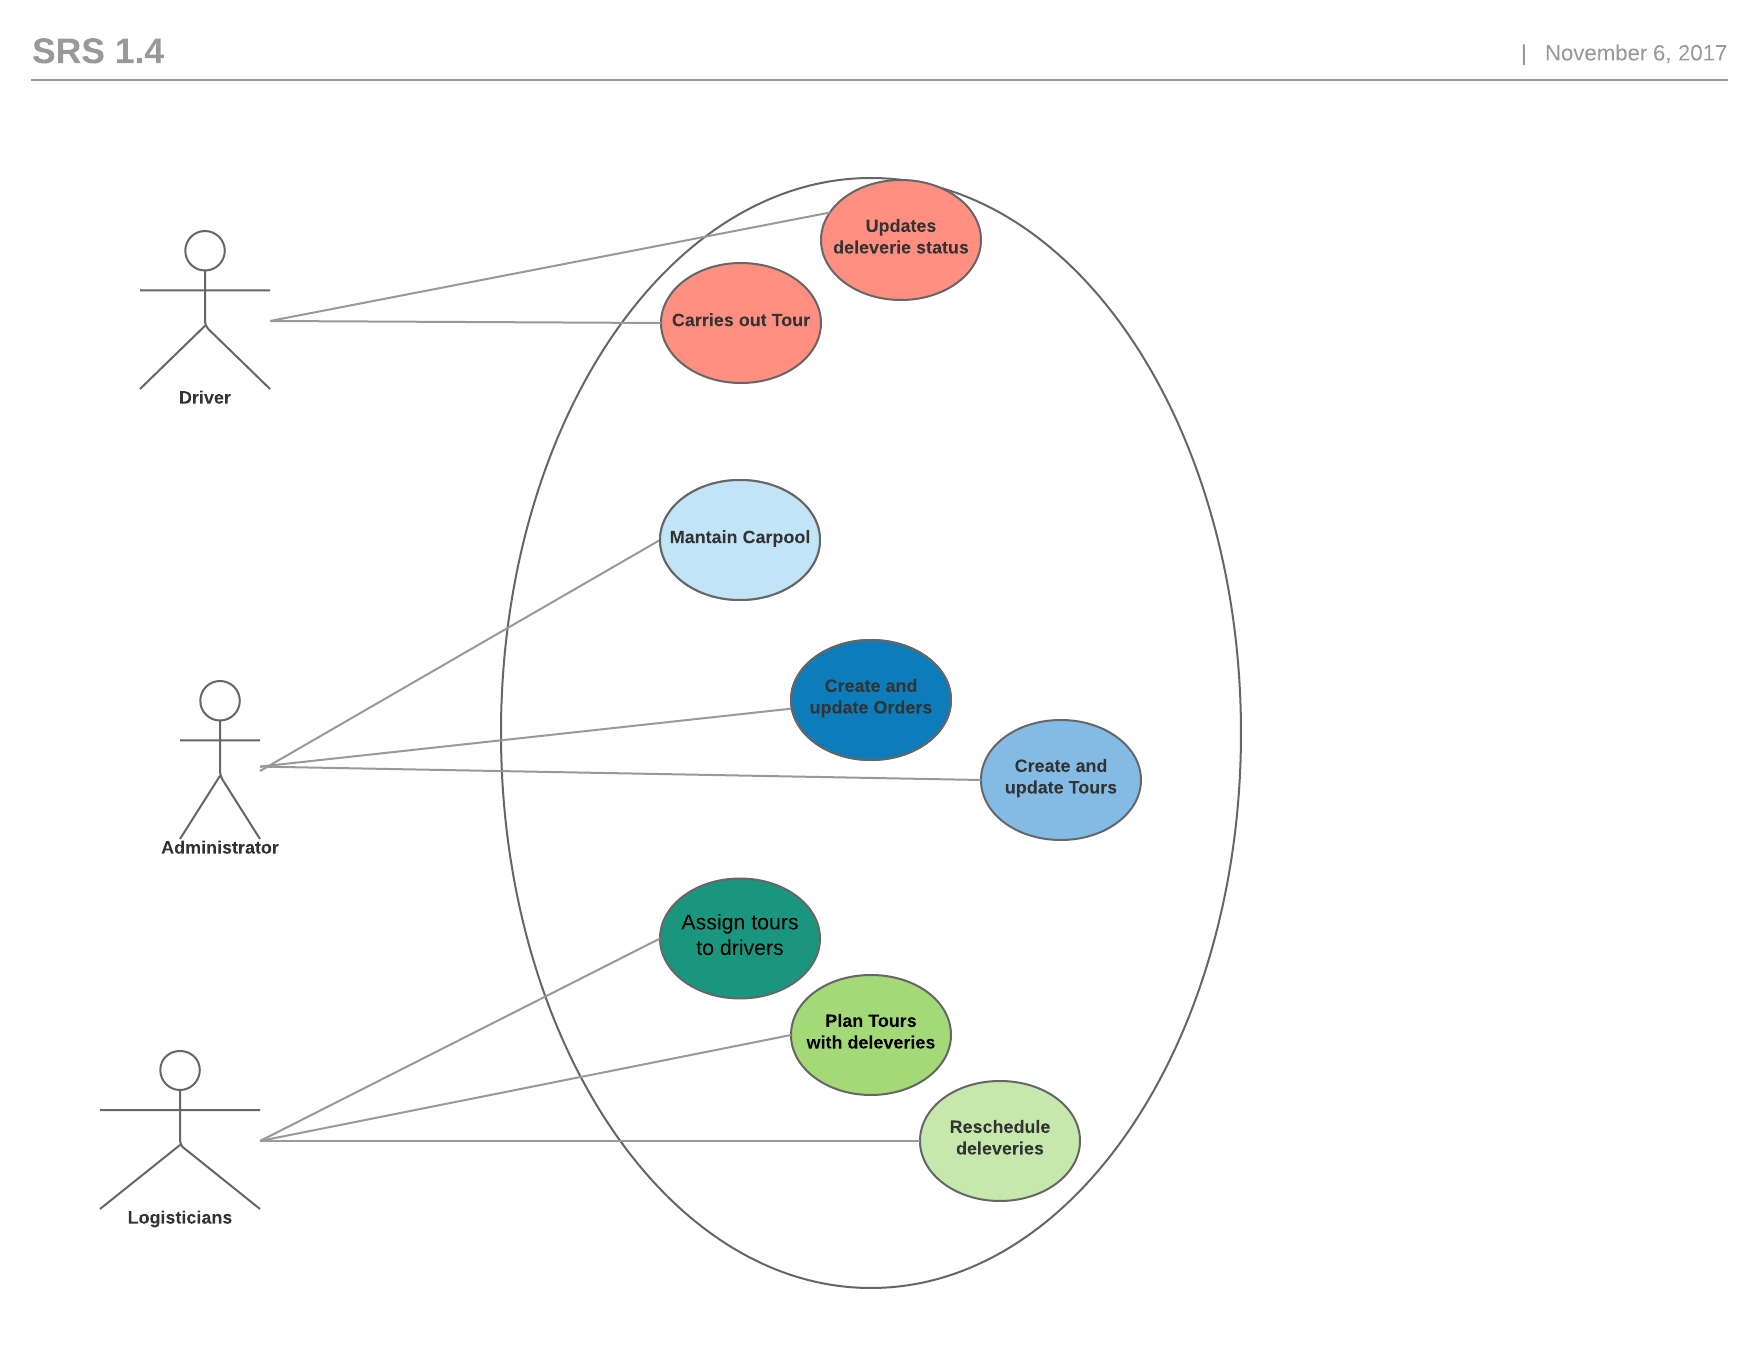 SRS 1.4
| November 6, 2017
Updates
deleverie status
Carries out Tour
Driver
Mantain Carpool
Create and
update Orders
Create and
update Tours
Administrator
Assign tours
to drivers
Plan Tours
with deleveries
Reschedule
deleveries
Logisticians